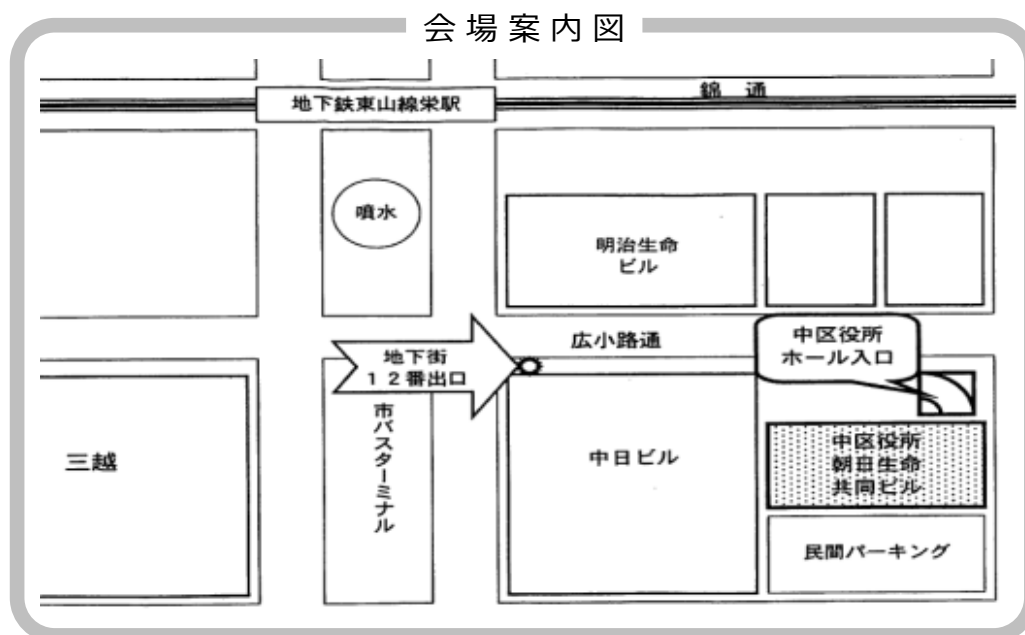 会場案内図
錦　通
地下鉄東山線栄駅
噴水
明治生命
ビル
広小路通
中区役所
ホール入口
地下街
１２番出口
市バスターミナル
三越
中日ビル
中区役所
朝日生命
共同ビル
民間パーキング